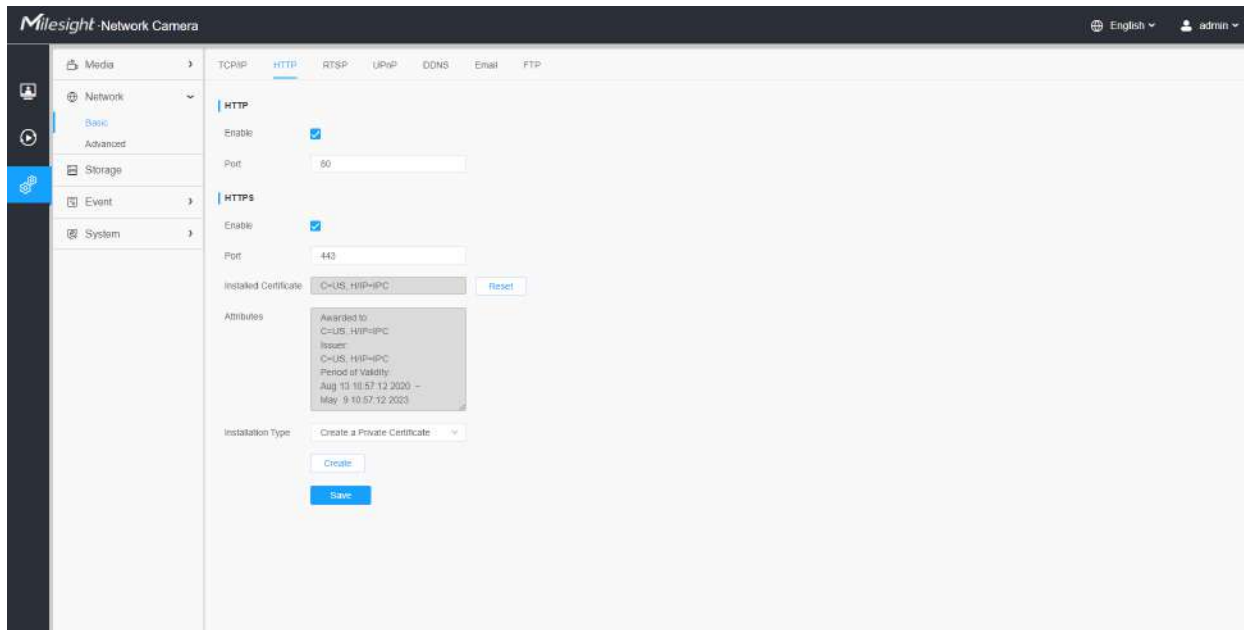 Milesight Network Camera
English
admin
Media
Network
Basic
Advanced
Storage
Event
System
TCP/IP HTTP RTSP UPnP DDNS Email FTP
HTTP
Enable
Port 80
HTTPS
Enable
Port 443
Installed Certificate C=US, H/IP=IPC Reset
Attributes
Awarded to:
C=US, H/IP=IPC
Issuer:
C=US, H/IP=IPC
Period of Validity:
Aug 13 10:57:12 2020 ~
May 9 10:57:12 2023
Installation Type Create a Private Certificate
Create
Save